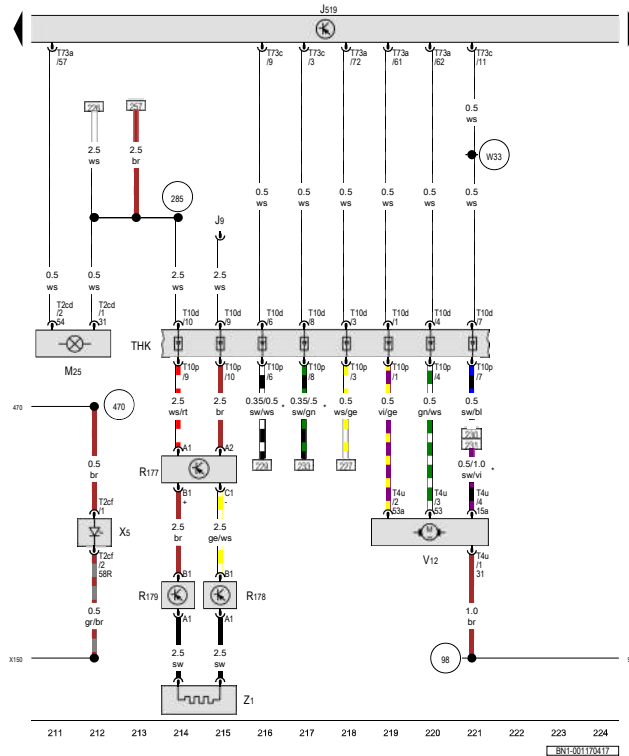 J519
T73a /57
T73c /9
T73c /3
T73a /72
T73a /61
T73a /62
T73c /11
226
257
0.5 ws
W33
2.5 ws
2.5 br
285
J9
0.5 ws
0.5 ws
0.5 ws
0.5 ws
0.5 ws
0.5 ws
0.5 ws
0.5 ws
2.5 ws
2.5 ws
T2cd /2 54
T2cd /1 31
T10d /10
T10d /9
T10d /6
T10d /8
T10d /3
T10d /1
T10d /4
T10d /7
THK
M25
T10p /9
T10p /10
T10p /6
T10p /8
T10p /3
T10p /1
T10p /4
T10p /7
470
470
2.5 ws/rt
2.5 br
0.35/0.5 sw/ws *
0.35/.5 sw/gn *
0.5 ws/ge
0.5 vi/ge
0.5 gn/ws
0.5 sw/bl
230
231
A1
A2
229
233
227
0.5 br
R177
0.5/1.0 sw/vi *
B1 +
C1 -
T2cf /1
T4u /2 53a
T4u /3 53
T4u /4 15a
X5
2.5 br
2.5 ge/ws
M
V12
T2cf /2 58R
T4u /1 31
B1
B1
R179
R178
0.5 gr/br
A1
A1
1.0 br
X150
2.5 sw
2.5 sw
98
9
Z1
211 212 213 214 215 216 217 218 219 220 221 222 223 224
BN1-001170417